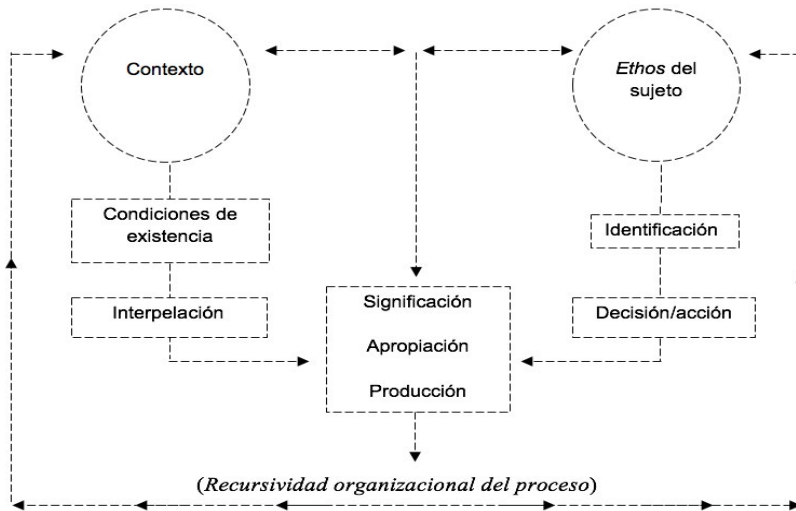 Contexto
Ethos del
sujeto
Condiciones de
existencia
Identificación
Interpelación
Significación
Apropiación
Producción
Decisión/acción
(Recursividad organizacional del proceso)